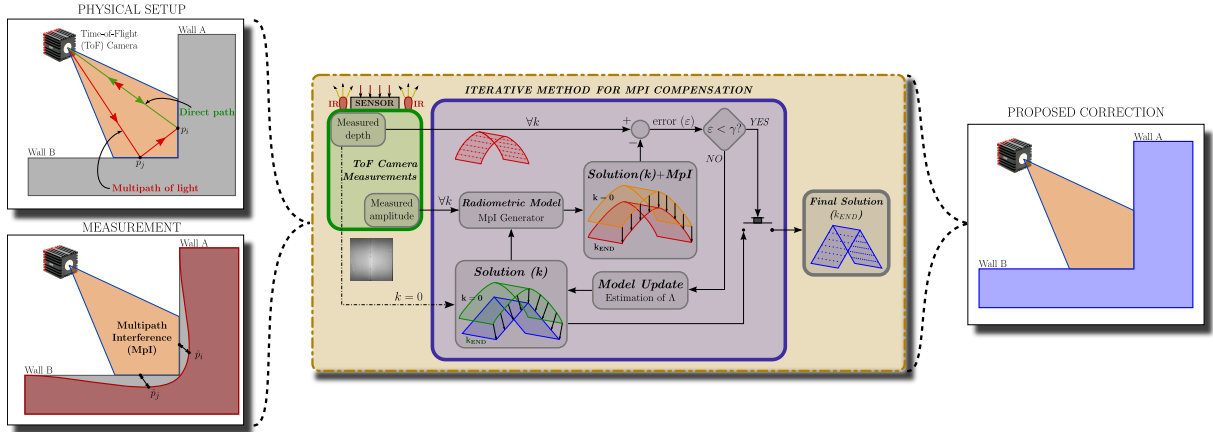 PHYSICAL SETUP
Wall A
Time-of-Flight
(ToF) Camera
Direct path
p_i
Wall B
p_j
Multipath of light
MEASUREMENT
Wall A
Multipath
Interference
(MpI)
p̂_i
Wall B
p̂_j
ITERATIVE METHOD FOR MPI COMPENSATION
IR SENSOR IR
Measured
depth
∀k
+
−
error (ε)
ε < γ?
YES
NO
ToF Camera
Measurements
Measured
amplitude
∀k
Radiometric Model
MpI Generator
Solution(k)+MpI
k = 0
k_END
Solution (k)
k = 0
k_END
k = 0
Model Update
Estimation of Λ
Final Solution
(k_END)
PROPOSED CORRECTION
Wall A
Wall B